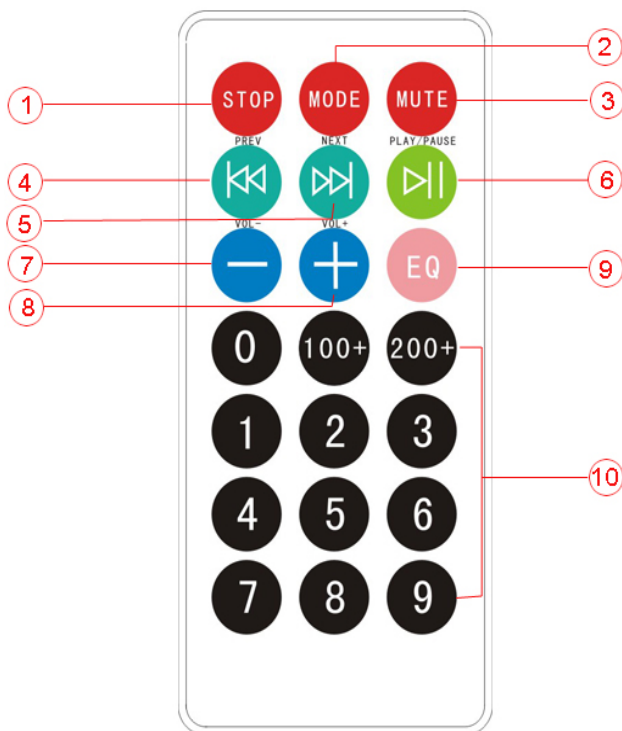 ②
① STOP MODE MUTE ③
PREV NEXT PLAY/PAUSE
④ ⑥
⑤ VOL- VOL+
⑦ EQ ⑨
⑧
0 100+ 200+
1 2 3
⑩
4 5 6
7 8 9